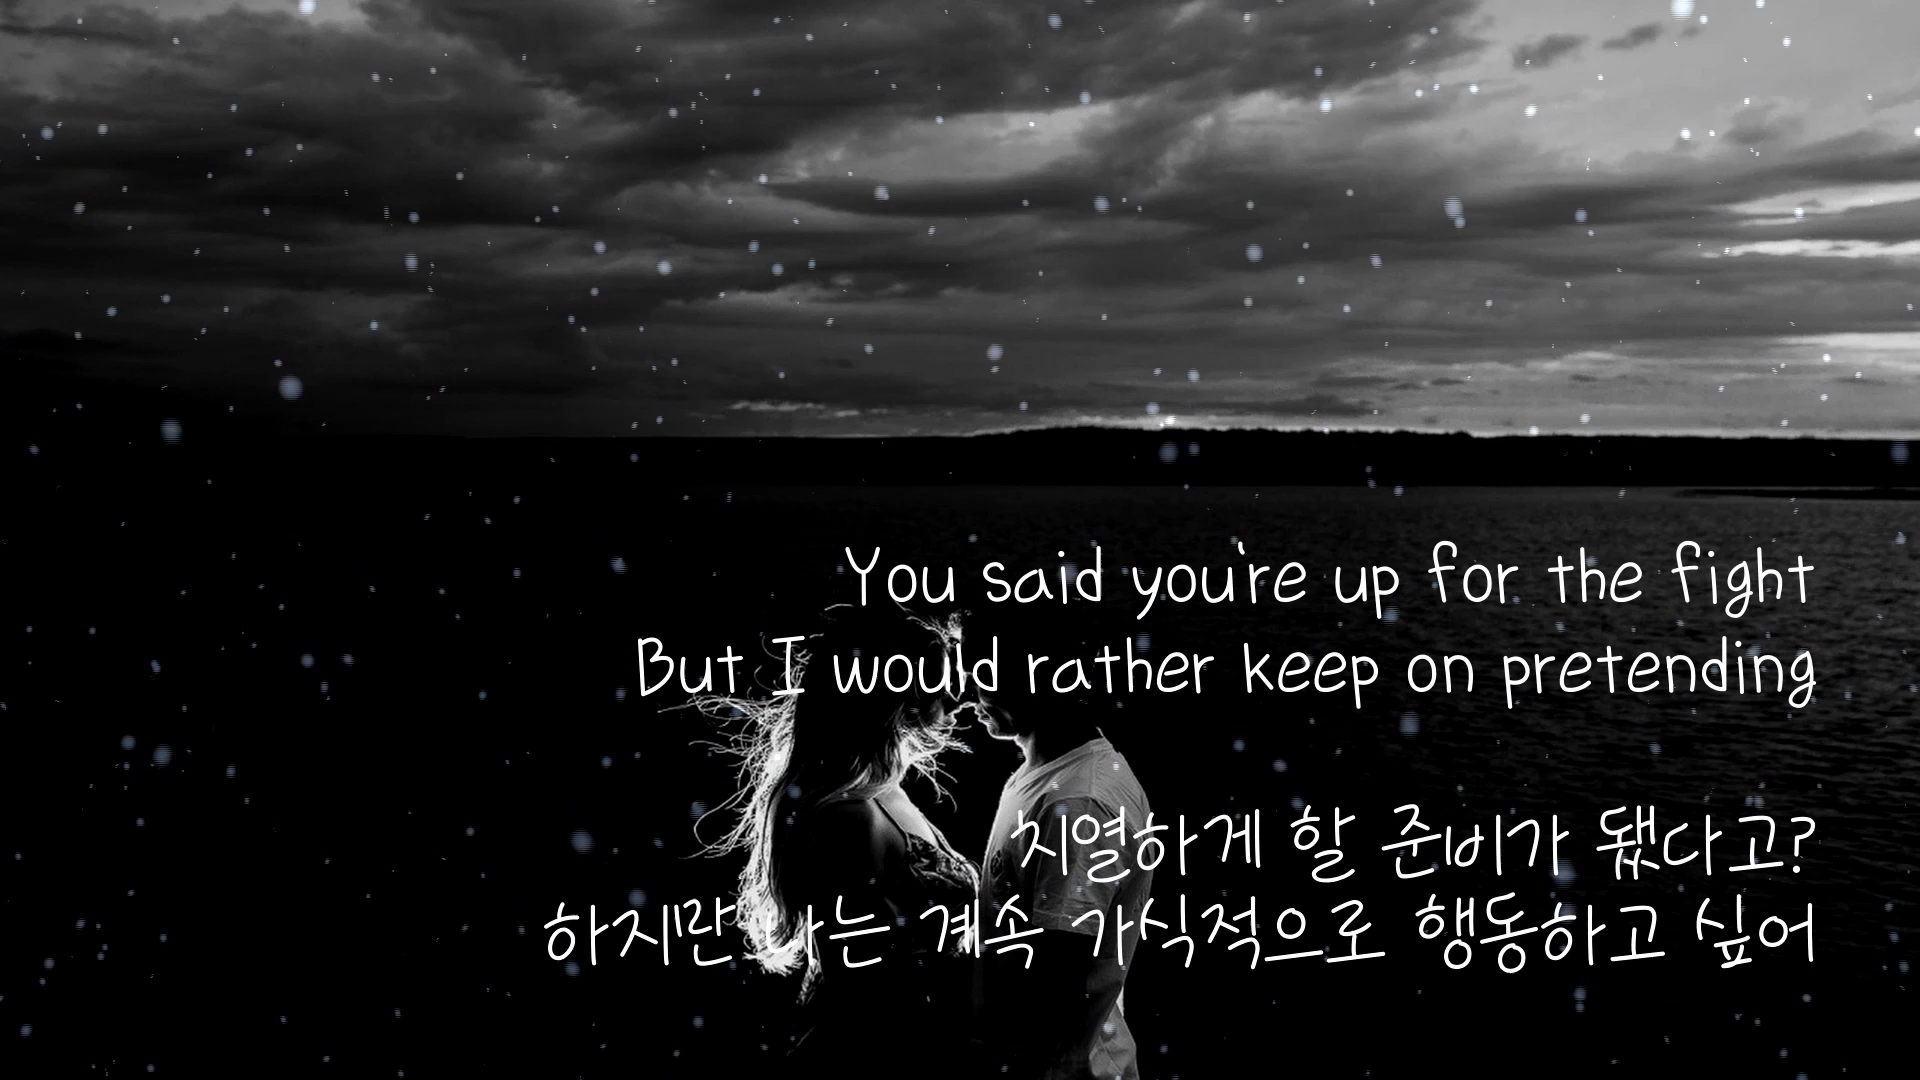 You said you're up for the fight
But I would rather keep on pretending
치열하게 할 준비가 됐다고?
하지만 나는 계속 가식적으로 행동하고 싶어